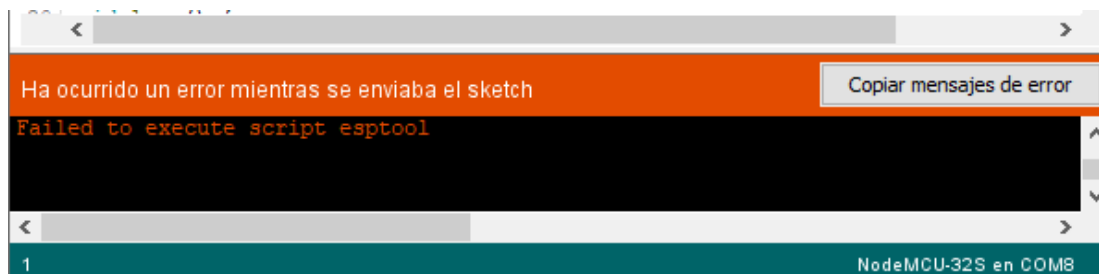 Ha ocurrido un error mientras se enviaba el sketch
Copiar mensajes de error
Failed to execute script esptool
1
NodeMCU-32S en COM8